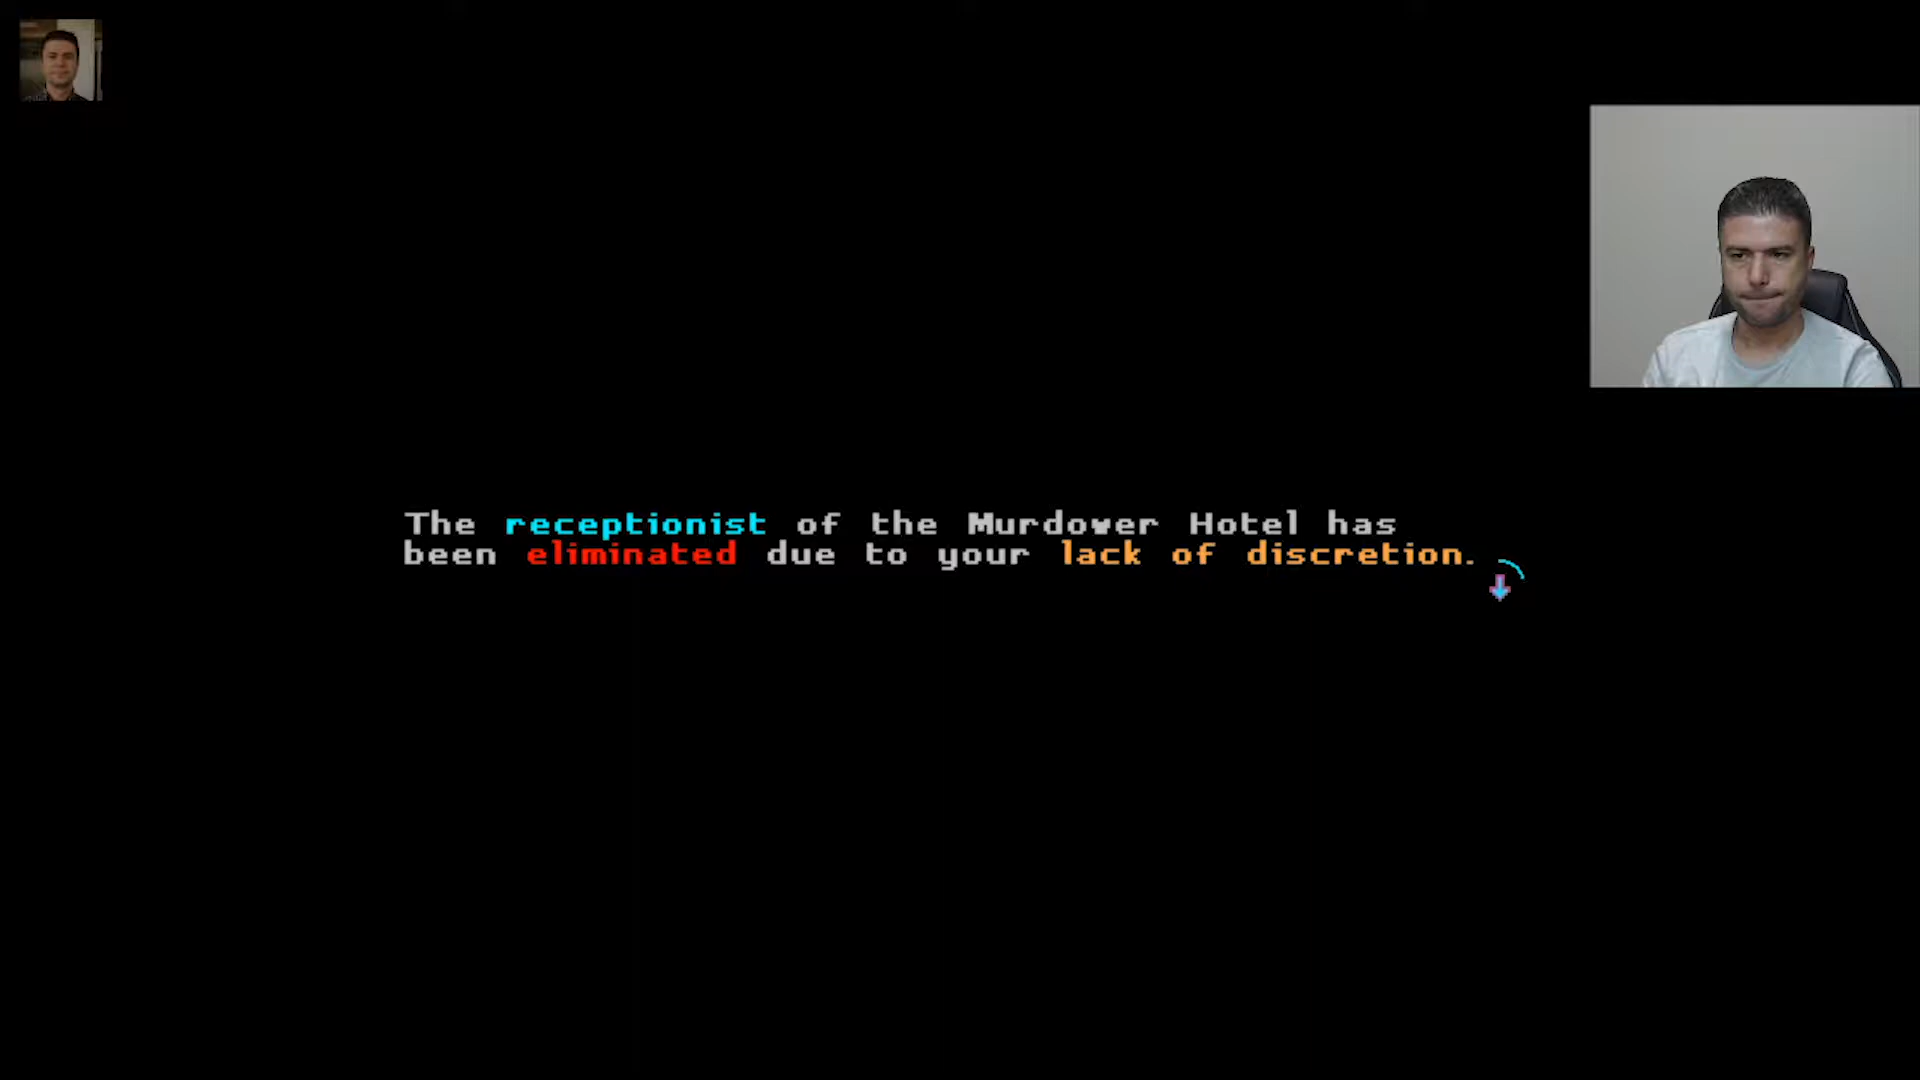 The receptionist of the Murdower Hotel has
been eliminated due to your lack of discretion.